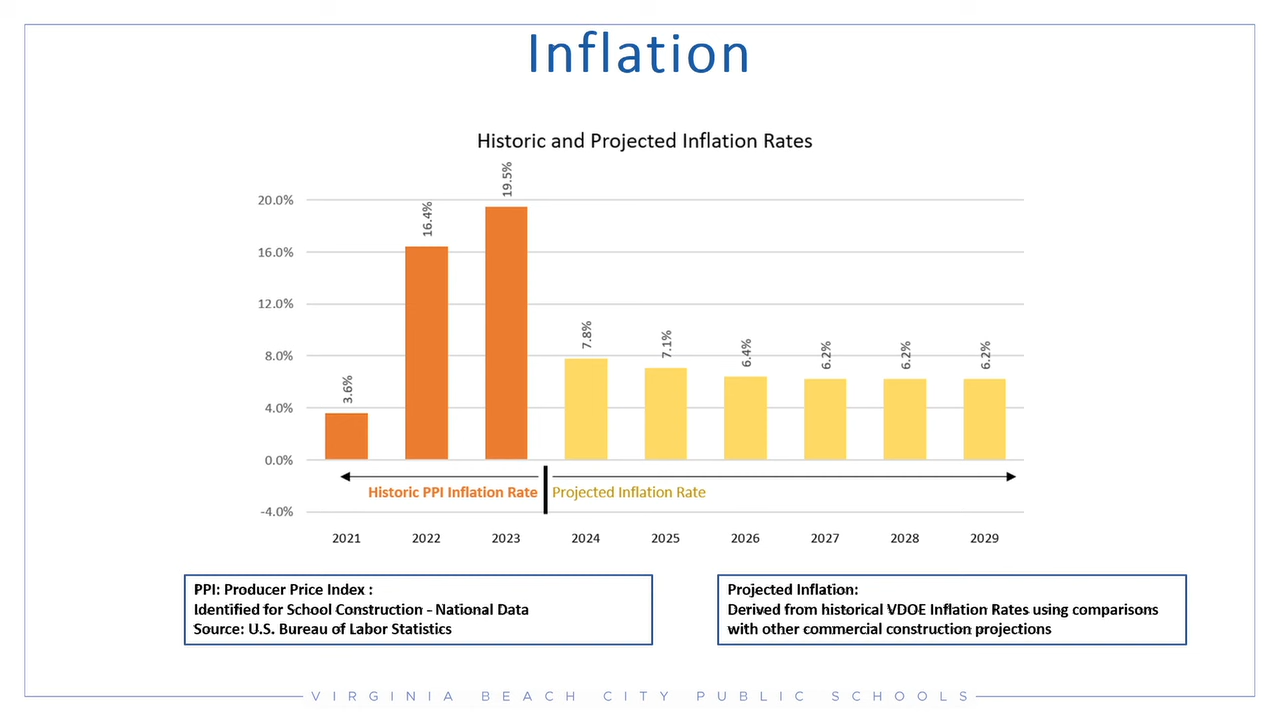 Inflation
Historic and Projected Inflation Rates
20.0%
16.0%
12.0%
8.0%
4.0%
0.0%
-4.0%
3.6%
16.4%
19.5%
7.8%
7.1%
6.4%
6.2%
6.2%
6.2%
Historic PPI Inflation Rate
Projected Inflation Rate
2021 2022 2023 2024 2025 2026 2027 2028 2029
PPI: Producer Price Index :
Identified for School Construction - National Data
Source: U.S. Bureau of Labor Statistics
Projected Inflation:
Derived from historical VDOE Inflation Rates using comparisons
with other commercial construction projections
VIRGINIA BEACH CITY PUBLIC SCHOOLS